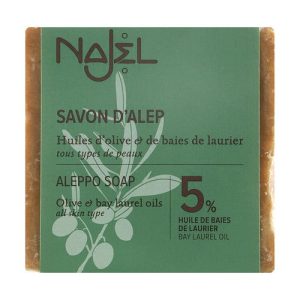 NAJEL
SAVON D'ALEP
Huiles d'olive & de baies de laurier
tous types de peaux
ALEPPO SOAP
Olive & bay laurel oils
all skin type
5%
HUILE DE BAIES
DE LAURIER
BAY LAUREL OIL